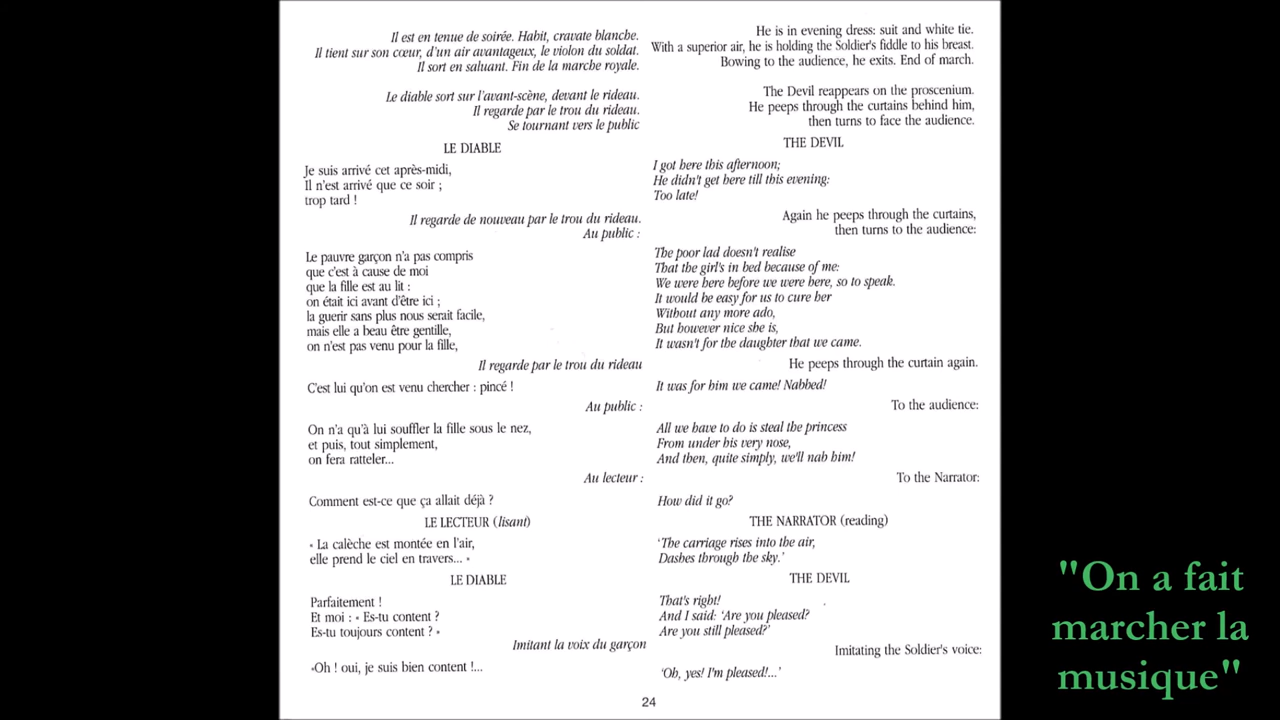 Il est en tenue de soirée. Habit, cravate blanche.
Il tient sur son cœur, d'un air avantageux, le violon du soldat.
Il sort en saluant. Fin de la marche royale.
Le diable sort sur l'avant-scène, devant le rideau.
Il regarde par le trou du rideau.
Se tournant vers le public
LE DIABLE
Je suis arrivé cet après-midi,
Il n'est arrivé que ce soir ;
trop tard !
Il regarde de nouveau par le trou du rideau.
Au public :
Le pauvre garçon n'a pas compris
que c'est à cause de moi
que la fille est au lit :
on était ici avant d'être ici ;
la guerir sans plus nous serait facile,
mais elle a beau être gentille,
on n'est pas venu pour la fille,
Il regarde par le trou du rideau
C'est lui qu'on est venu chercher : pincé !
Au public :
On n'a qu'à lui souffler la fille sous le nez,
et puis, tout simplement,
on fera ratteler...
Au lecteur :
Comment est-ce que ça allait déjà ?
LE LECTEUR (lisant)
« La calèche est montée en l'air,
elle prend le ciel en travers... »
LE DIABLE
Parfaitement !
Et moi : « Es-tu content ?
Es-tu toujours content ? »
Imitant la voix du garçon
«Oh ! oui, je suis bien content !...
He is in evening dress: suit and white tie.
With a superior air, he is holding the Soldier's fiddle to his breast.
Bowing to the audience, he exits. End of march.
The Devil reappears on the proscenium.
He peeps through the curtains behind him,
then turns to face the audience.
THE DEVIL
I got here this afternoon;
He didn't get here till this evening:
Too late!
Again he peeps through the curtains,
then turns to the audience:
The poor lad doesn't realise
That the girl's in bed because of me:
We were here before we were here, so to speak.
It would be easy for us to cure her
Without any more ado,
But however nice she is,
It wasn't for the daughter that we came.
He peeps through the curtain again.
It was for him we came! Nabbed!
To the audience:
All we have to do is steal the princess
From under his very nose,
And then, quite simply, we'll nab him!
To the Narrator:
How did it go?
THE NARRATOR (reading)
'The carriage rises into the air,
Dashes through the sky.'
THE DEVIL
That's right!
And I said: 'Are you pleased?
Are you still pleased?'
Imitating the Soldier's voice:
'Oh, yes! I'm pleased!...'
24
"On a fait
marcher la
musique"